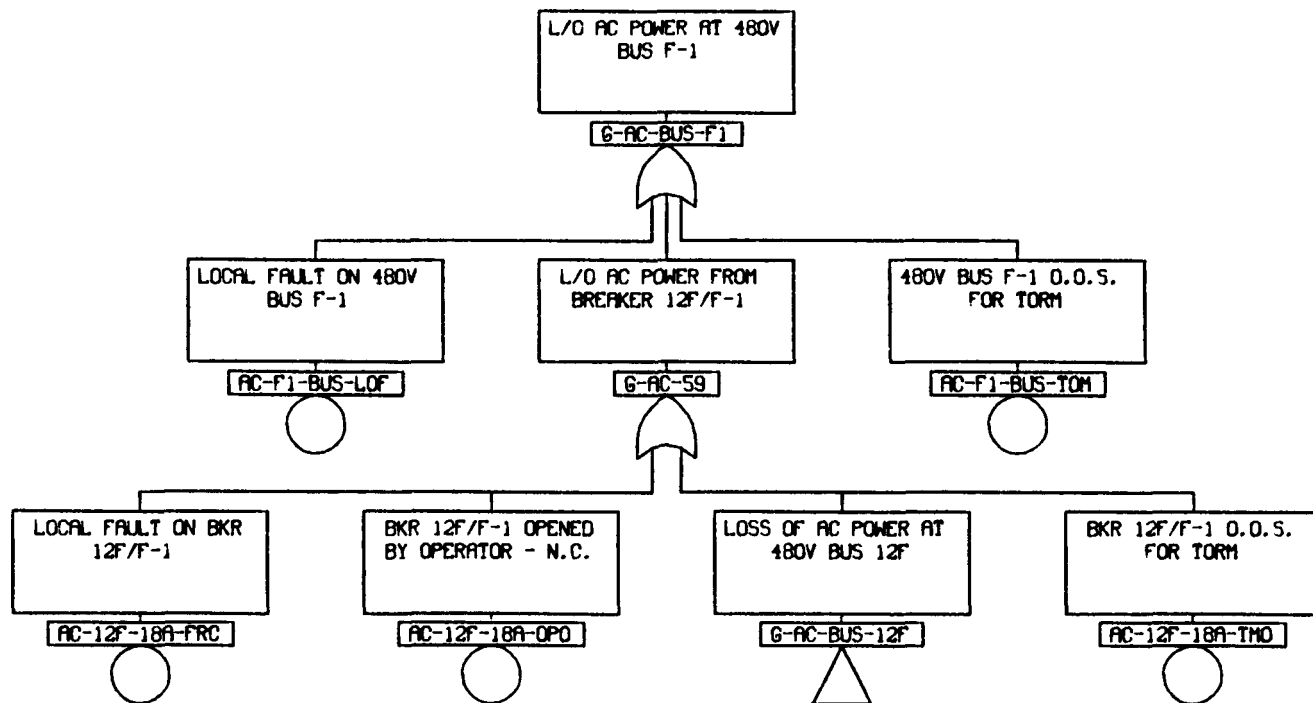 L/O AC POWER AT 480V
BUS F-1
G-AC-BUS-F1
LOCAL FAULT ON 480V
BUS F-1
AC-F1-BUS-LOF
L/O AC POWER FROM
BREAKER 12F/F-1
G-AC-59
480V BUS F-1 O.O.S.
FOR TORM
AC-F1-BUS-TOM
LOCAL FAULT ON BKR
12F/F-1
AC-12F-18A-FRC
BKR 12F/F-1 OPENED
BY OPERATOR - N.C.
AC-12F-18A-OPO
LOSS OF AC POWER AT
480V BUS 12F
G-AC-BUS-12F
BKR 12F/F-1 O.O.S.
FOR TORM
AC-12F-18A-TMO